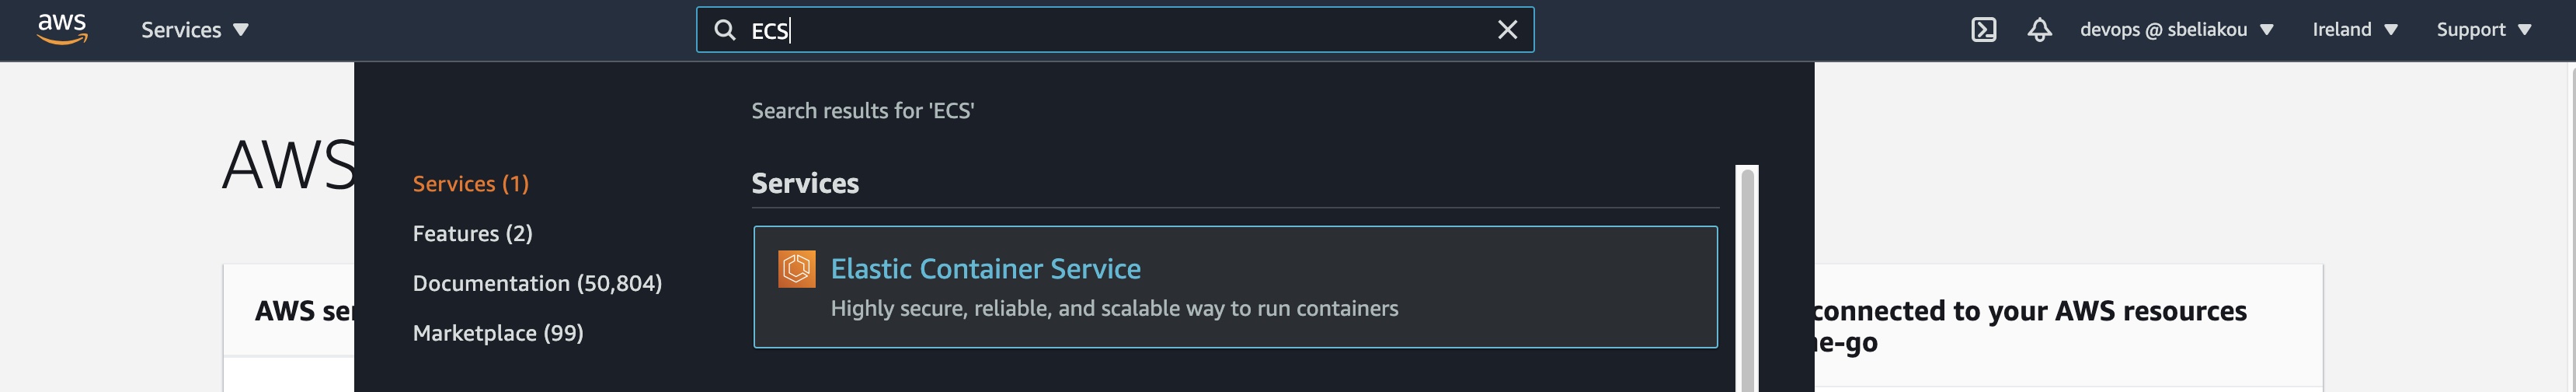 aws
Services
ECS
devops @ sbeliakou
Ireland
Support
Search results for 'ECS'
AWS
Services (1)
Features (2)
Documentation (50,804)
Marketplace (99)
Services
Elastic Container Service
Highly secure, reliable, and scalable way to run containers
AWS
connected to your AWS resources